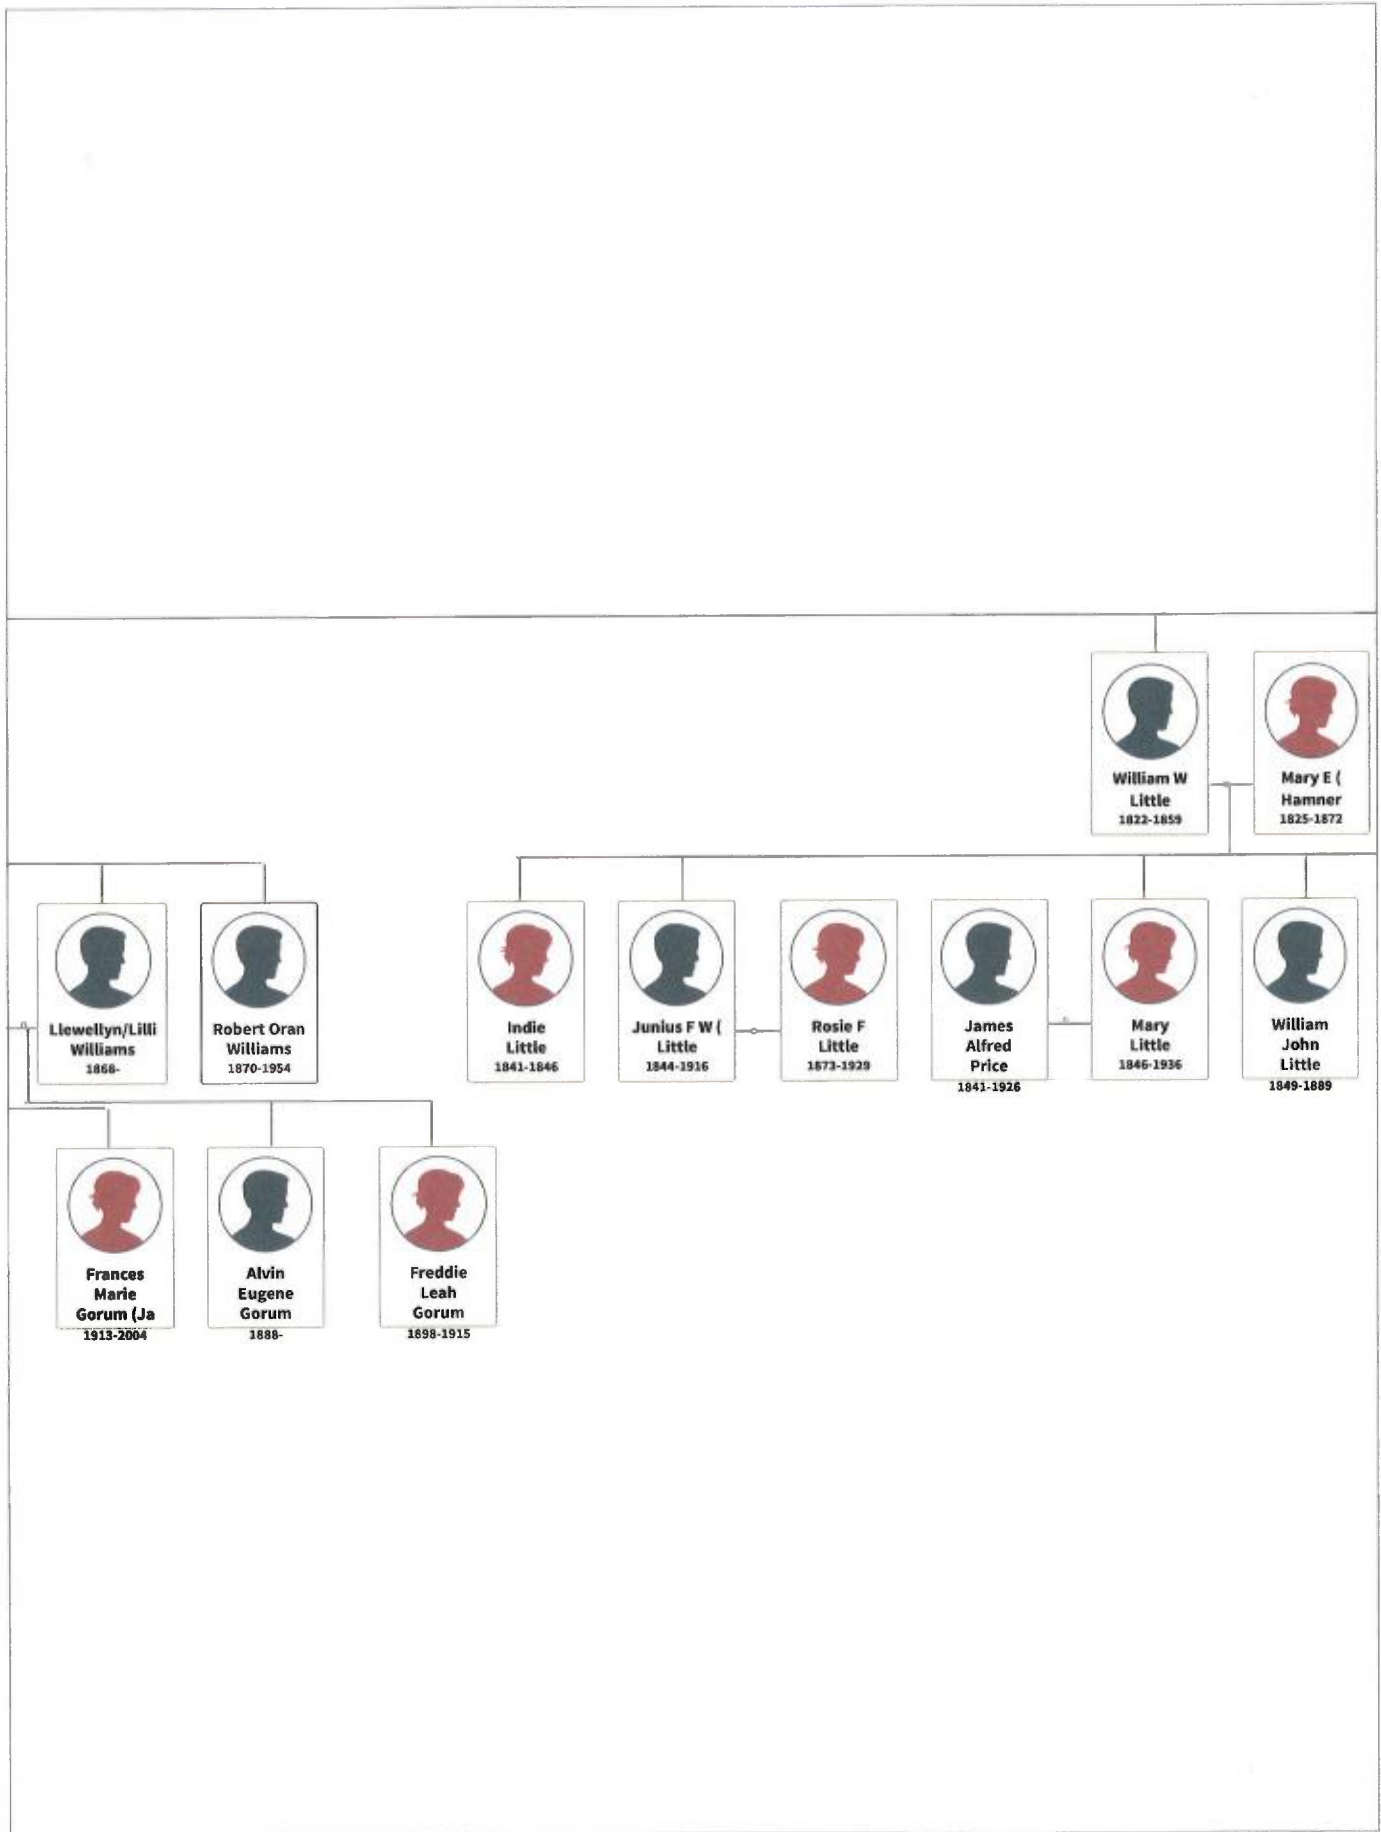 William W
Little
1822-1859
Mary E (
Hamner
1825-1872
Llewellyn/Lilli
Williams
1868-
Robert Oran
Williams
1870-1954
Indie
Little
1841-1846
Junius F W (
Little
1844-1916
Rosie F
Little
1873-1929
James
Alfred
Price
1841-1926
Mary
Little
1846-1936
William
John
Little
1849-1889
Frances
Marie
Gorum (Ja
1913-2004
Alvin
Eugene
Gorum
1888-
Freddie
Leah
Gorum
1898-1915